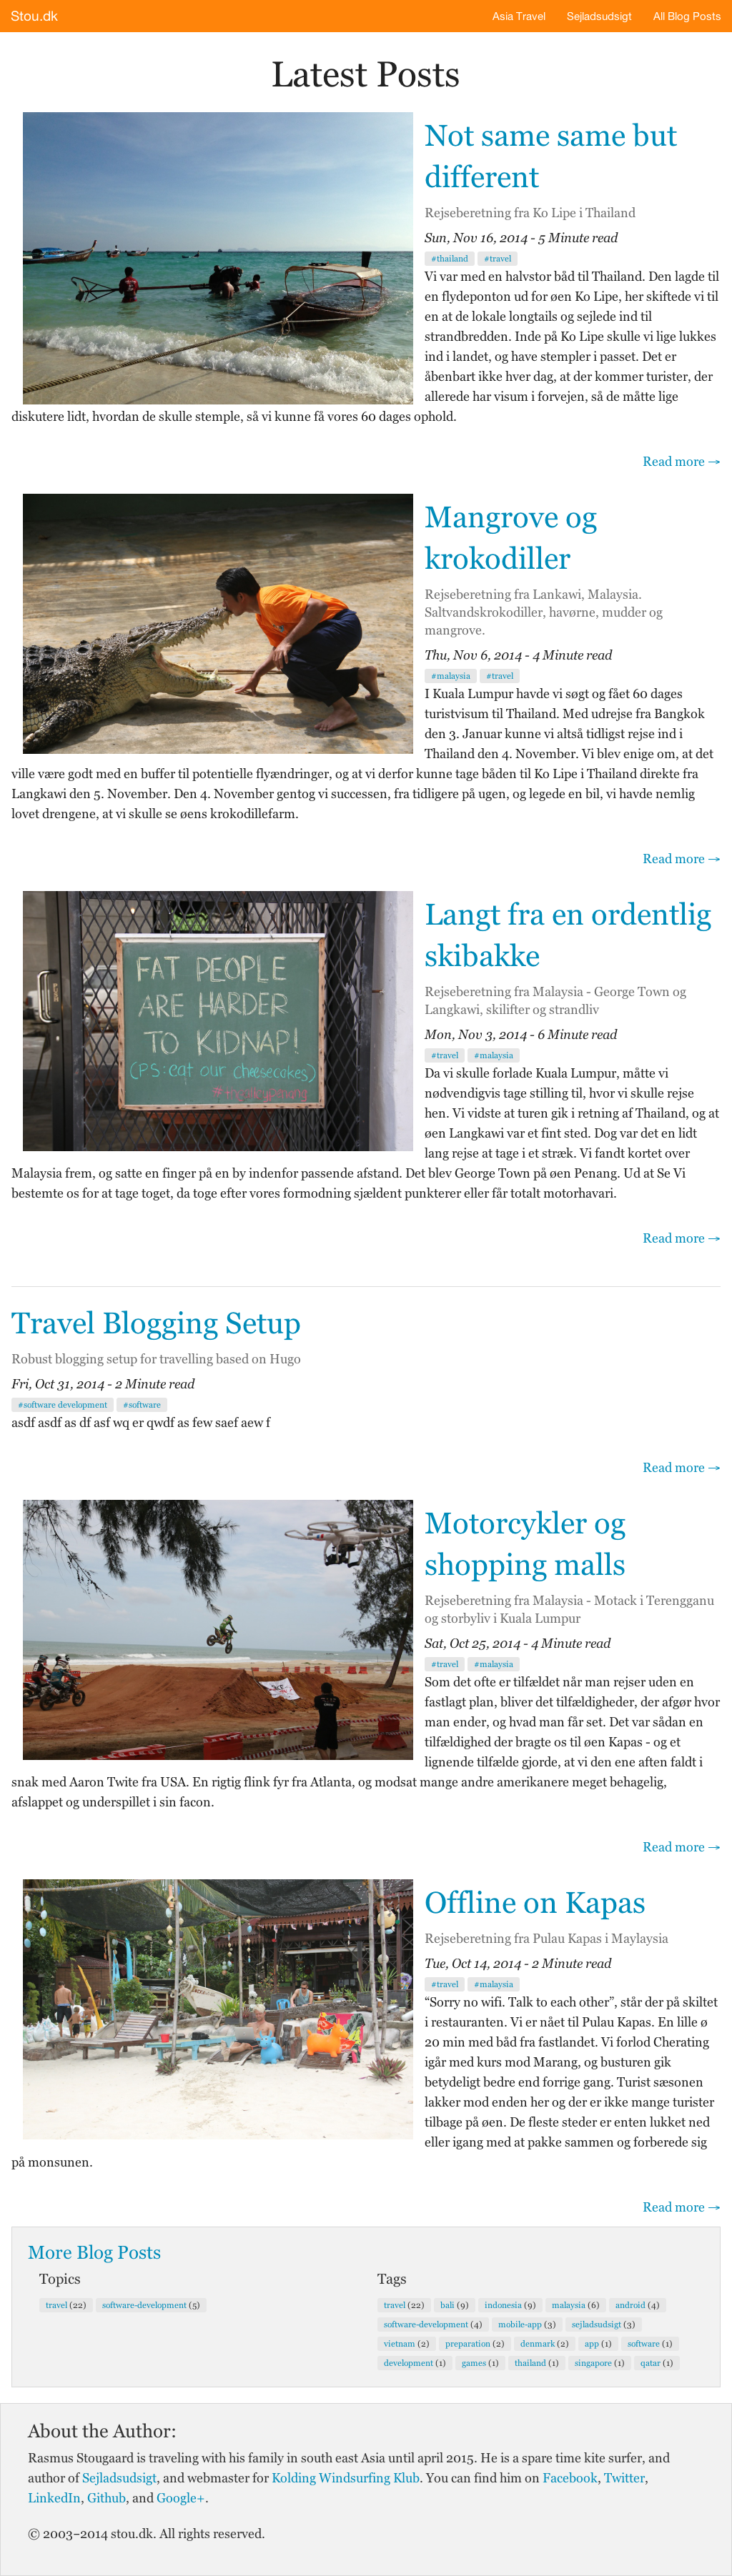 Stou.dk
Asia Travel
Sejladsudsigt
All Blog Posts
Latest Posts
Not same same but
different
Rejseberetning fra Ko Lipe i Thailand
Sun, Nov 16, 2014 - 5 Minute read
#thailand #travel
Vi var med en halvstor båd til Thailand. Den lagde til
en flydeponton ud for øen Ko Lipe, her skiftede vi til
en at de lokale longtails og sejlede ind til
strandbredden. Inde på Ko Lipe skulle vi lige lukkes
ind i landet, og have stempler i passet. Det er
åbenbart ikke hver dag, at der kommer turister, der
allerede har visum i forvejen, så de måtte lige
diskutere lidt, hvordan de skulle stemple, så vi kunne få vores 60 dages ophold.
Read more →
Mangrove og
krokodiller
Rejseberetning fra Lankawi, Malaysia.
Saltvandskrokodiller, havørne, mudder og
mangrove.
Thu, Nov 6, 2014 - 4 Minute read
#malaysia #travel
I Kuala Lumpur havde vi søgt og fået 60 dages
turistvisum til Thailand. Med udrejse fra Bangkok
den 3. Januar kunne vi altså tidligst rejse ind i
Thailand den 4. November. Vi blev enige om, at det
ville være godt med en buffer til potentielle flyændringer, og at vi derfor kunne tage båden til Ko Lipe i Thailand direkte fra
Langkawi den 5. November. Den 4. November gentog vi successen, fra tidligere på ugen, og legede en bil, vi havde nemlig
lovet drengene, at vi skulle se øens krokodillefarm.
Read more →
FAT PEOPLE
ARE HARDER
TO KIDNAP!
(PS: eat our cheesecakes)
Langt fra en ordentlig
skibakke
Rejseberetning fra Malaysia - George Town og
Langkawi, skilifter og strandliv
Mon, Nov 3, 2014 - 6 Minute read
#travel #malaysia
Da vi skulle forlade Kuala Lumpur, måtte vi
nødvendigvis tage stilling til, hvor vi skulle rejse
hen. Vi vidste at turen gik i retning af Thailand, og at
øen Langkawi var et fint sted. Dog var det en lidt
lang rejse at tage i et stræk. Vi fandt kortet over
Malaysia frem, og satte en finger på en by indenfor passende afstand. Det blev George Town på øen Penang. Ud at Se Vi
bestemte os for at tage toget, da toge efter vores formodning sjældent punkterer eller får totalt motorhavari.
Read more →
Travel Blogging Setup
Robust blogging setup for travelling based on Hugo
Fri, Oct 31, 2014 - 2 Minute read
#software development #software
asdf asdf as df asf wq er qwdf as few saef aew f
Read more →
Motorcykler og
shopping malls
Rejseberetning fra Malaysia - Motack i Terengganu
og storbyliv i Kuala Lumpur
Sat, Oct 25, 2014 - 4 Minute read
#travel #malaysia
Som det ofte er tilfældet når man rejser uden en
fastlagt plan, bliver det tilfældigheder, der afgør hvor
man ender, og hvad man får set. Det var sådan en
tilfældighed der bragte os til øen Kapas - og et
lignende tilfælde gjorde, at vi den ene aften faldt i
snak med Aaron Twite fra USA. En rigtig flink fyr fra Atlanta, og modsat mange andre amerikanere meget behagelig,
afslappet og underspillet i sin facon.
Read more →
Offline on Kapas
Rejseberetning fra Pulau Kapas i Maylaysia
Tue, Oct 14, 2014 - 2 Minute read
#travel #malaysia
“Sorry no wifi. Talk to each other”, står der på skiltet
i restauranten. Vi er nået til Pulau Kapas. En lille ø
20 min med båd fra fastlandet. Vi forlod Cherating
igår med kurs mod Marang, og busturen gik
betydeligt bedre end forrige gang. Turist sæsonen
lakker mod enden her og der er ikke mange turister
tilbage på øen. De fleste steder er enten lukket ned
eller igang med at pakke sammen og forberede sig
på monsunen.
Read more →
More Blog Posts
Topics
travel (22) software-development (5)
Tags
travel (22) bali (9) indonesia (9) malaysia (6) android (4)
software-development (4) mobile-app (3) sejladsudsigt (3)
vietnam (2) preparation (2) denmark (2) app (1) software (1)
development (1) games (1) thailand (1) singapore (1) qatar (1)
About the Author:
Rasmus Stougaard is traveling with his family in south east Asia until april 2015. He is a spare time kite surfer, and
author of Sejladsudsigt, and webmaster for Kolding Windsurfing Klub. You can find him on Facebook, Twitter,
LinkedIn, Github, and Google+.
© 2003–2014 stou.dk. All rights reserved.